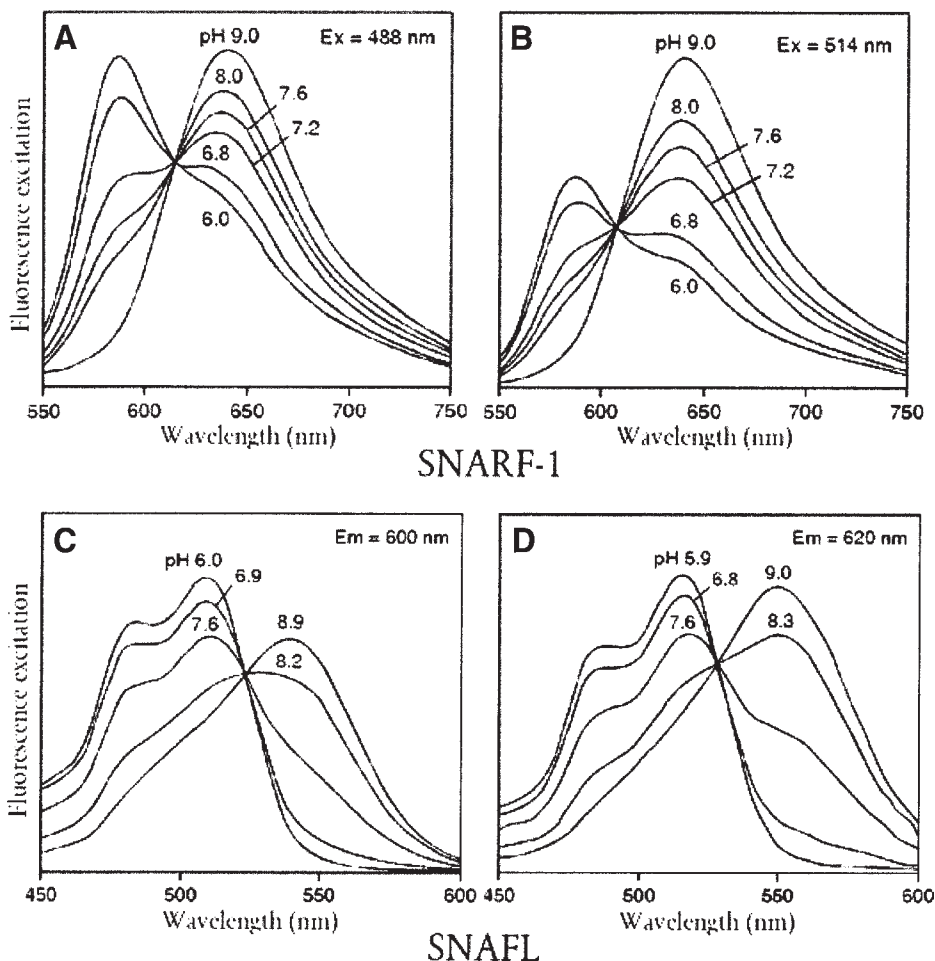 A
pH 9.0
Ex = 488 nm
8.0
7.6
7.2
6.8
6.0
Fluorescence excitation
550 600 650 700 750
Wavelength (nm)
B
pH 9.0
Ex = 514 nm
8.0
7.6
7.2
6.8
6.0
550 600 650 700 750
Wavelength (nm)
SNARF-1
C
Em = 600 nm
pH 6.0
6.9
7.6
8.9
8.2
Fluorescence excitation
450 500 550 600
Wavelength (nm)
D
Em = 620 nm
pH 5.9
6.8
9.0
7.6
8.3
450 500 550 600
Wavelength (nm)
SNAFL